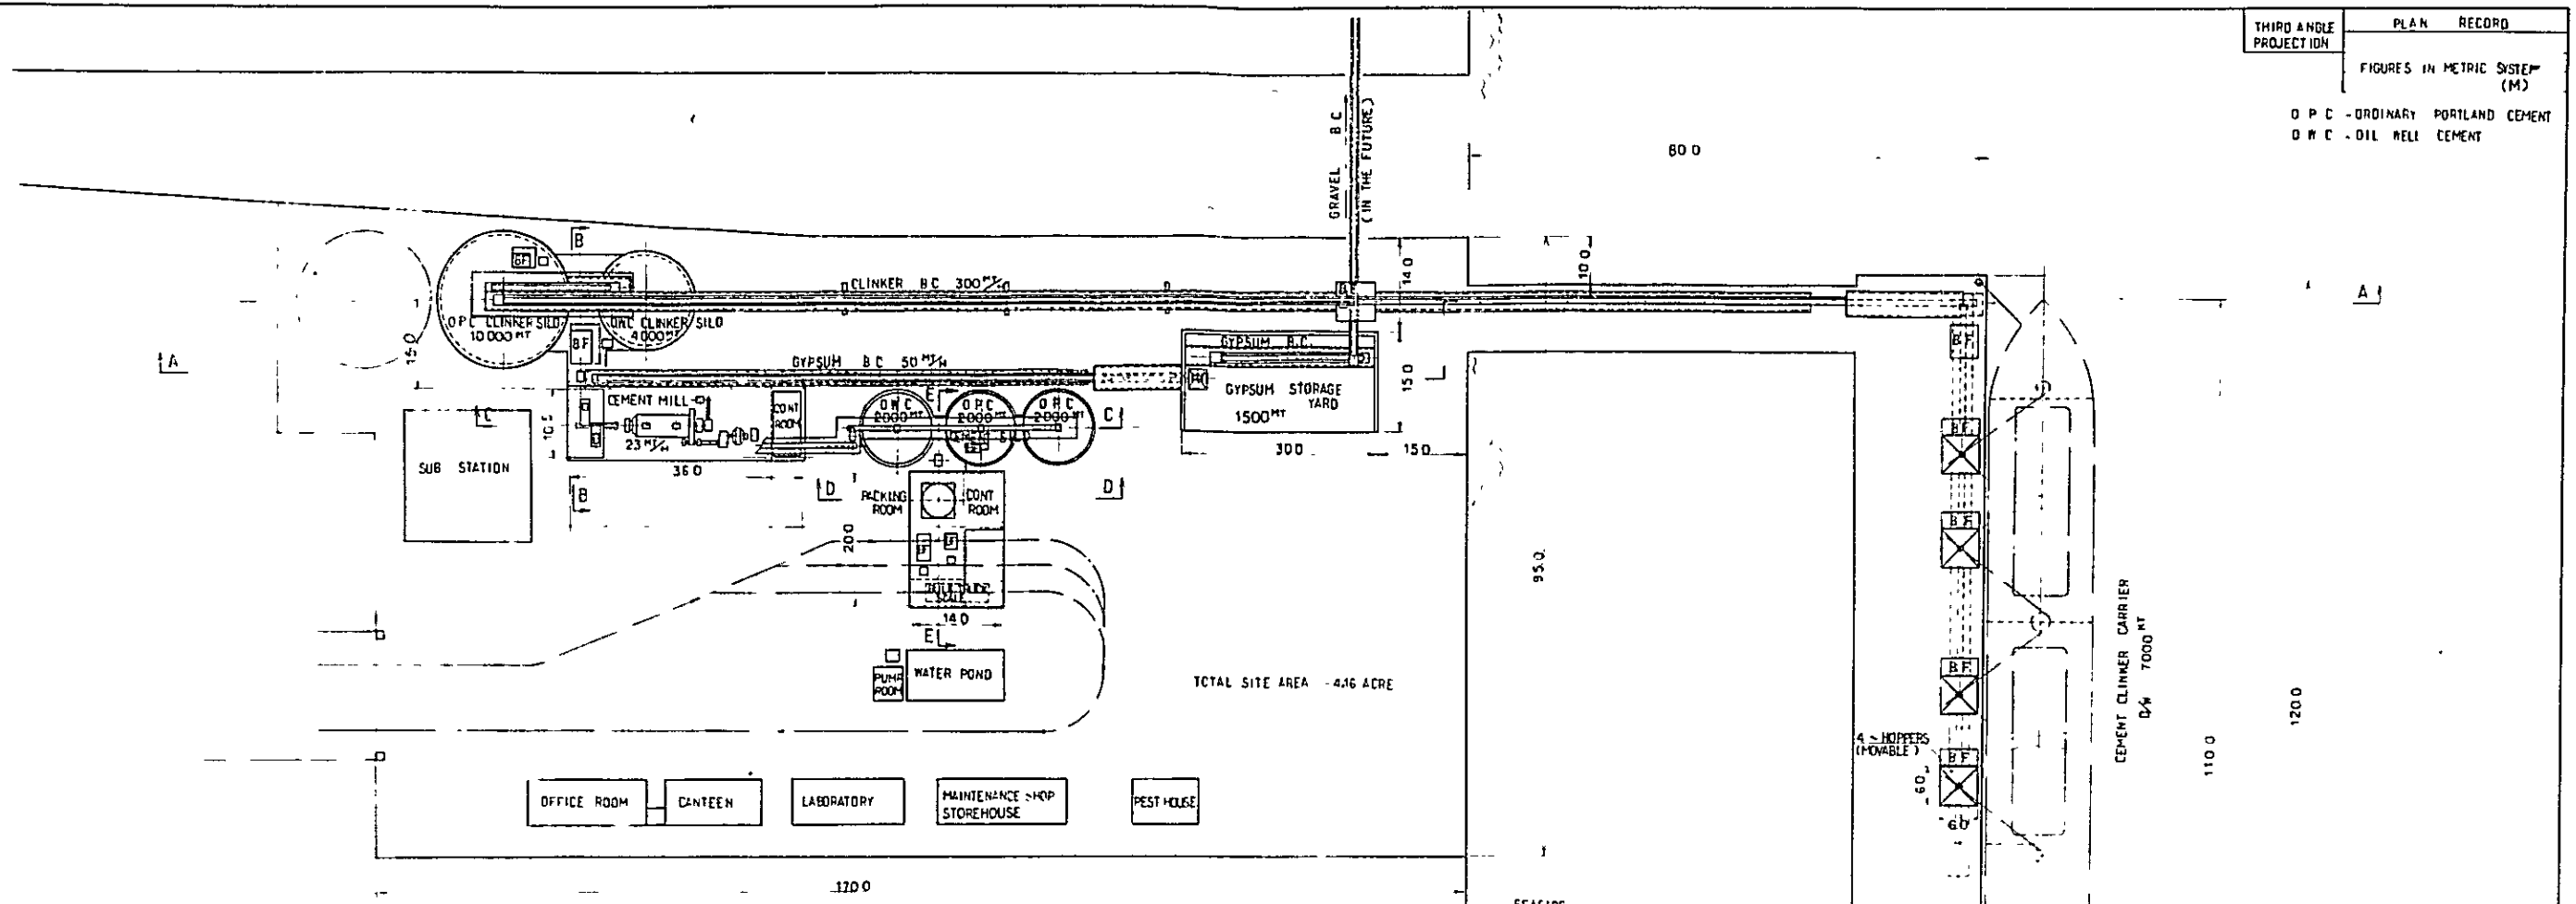 THIRD ANGLE PROJECTION
PLAN RECORD
FIGURES IN METRIC SYSTEM
(M)
O P C - ORDINARY PORTLAND CEMENT
O W C - OIL WELL CEMENT
80.0
GRAVEL B C
( IN THE FUTURE )
B
BF
CLINKER B C 300 MT/H
14.0
10.0
A
O P C CLINKER SILO
10 000 MT
OWC CLINKER SILO
4000 MT
15.0
BF
B F
A
GYPSUM B.C.
GYPSUM B C 50 MT/H
GYPSUM STORAGE
YARD
1500 MT
15.0
30.0
15.0
CEMENT MILL
23 MT/H
10.5
CONT
ROOM
36.0
E
O W C
2000 MT
O P C
2000 MT
O P C
2000 MT
C
C
SUB STATION
B
D
D
PACKING
ROOM
CONT
ROOM
20.0
14.0
E
PUMP
ROOM
WATER POND
TOTAL SITE AREA - 4.16 ACRE
95.0
B F
B F
B F
B F
4 - HOPPERS
(MOVABLE)
6.0
6.0
CEMENT CLINKER CARRIER
D/W 7000 MT
110.0
120.0
OFFICE ROOM
CANTEEN
LABORATORY
MAINTENANCE SHOP
STOREHOUSE
PEST HOUSE
170.0
SEASIDE